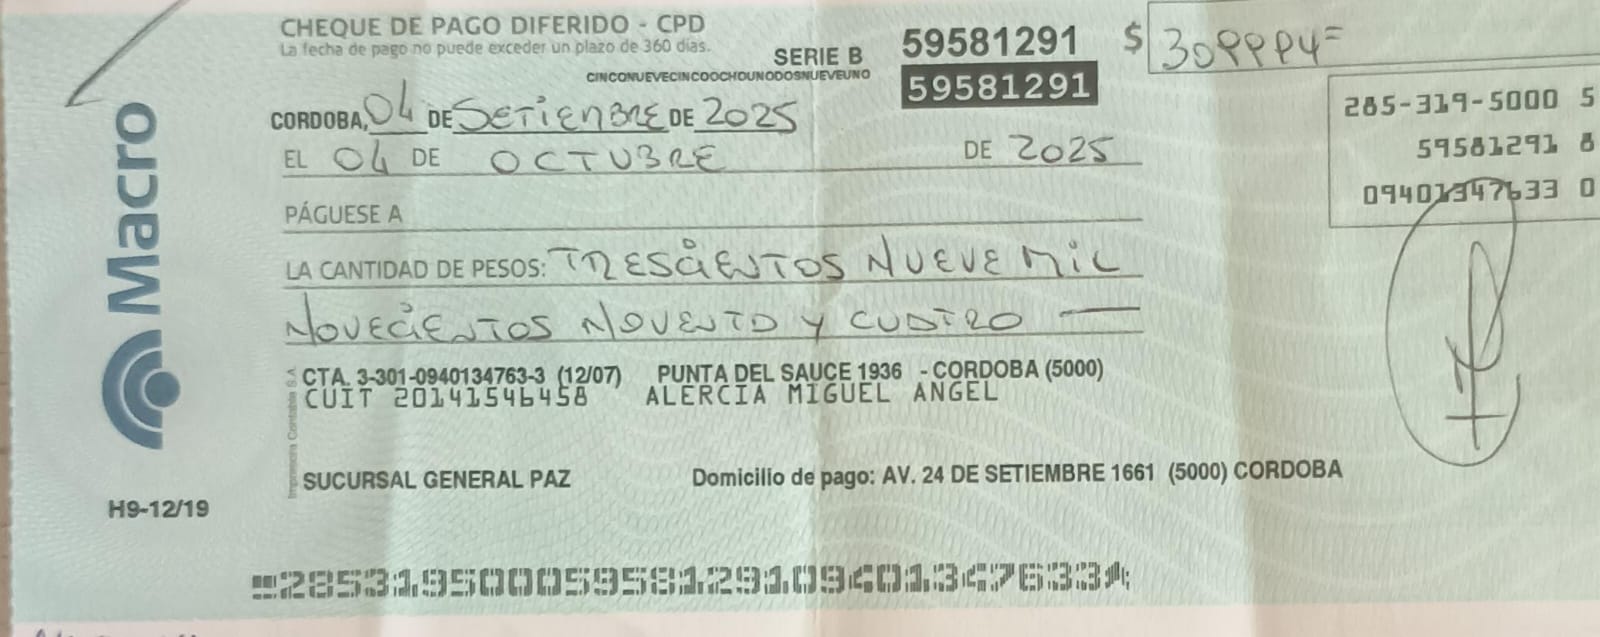 CHEQUE DE PAGO DIFERIDO - CPD
La fecha de pago no puede exceder un plazo de 360 días.
SERIE B
59581291
$ 309994=
CINCONUEVECINCOOCHOUNODOSNUEVEUNO
59581291
285-319-5000 5
59581291 8
09401347633 0
CORDOBA, 04 DE SETIEMBRE DE 2025
EL 04 DE OCTUBRE DE 2025
PÁGUESE A
LA CANTIDAD DE PESOS: TRESCIENTOS NUEVE MIL
NOVECIENTOS NOVENTA Y CUATRO
CTA. 3-301-0940134763-3 (12/07) PUNTA DEL SAUCE 1936 - CORDOBA (5000)
CUIT 20141546458 ALERCIA MIGUEL ANGEL
SUCURSAL GENERAL PAZ
Domicilio de pago: AV. 24 DE SETIEMBRE 1661 (5000) CORDOBA
Macro
H9-12/19
Imprenta Contable S.A.
28531950005958129109401347633